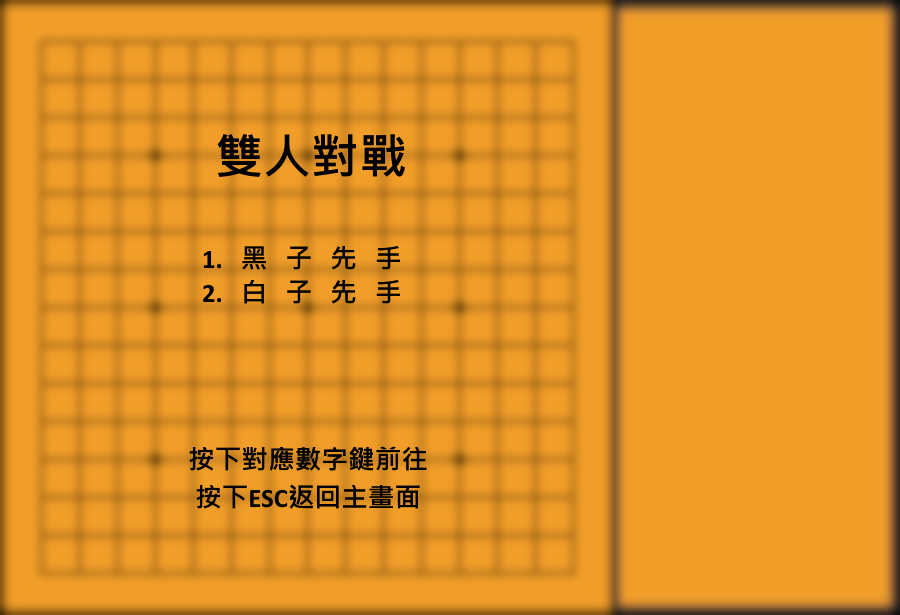 雙人對戰
1. 黑 子 先 手
2. 白 子 先 手
按下對應數字鍵前往
按下ESC返回主畫面